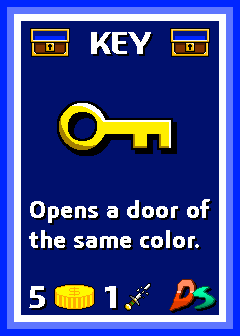 KEY
Opens a door of
the same color.
5 1 DS